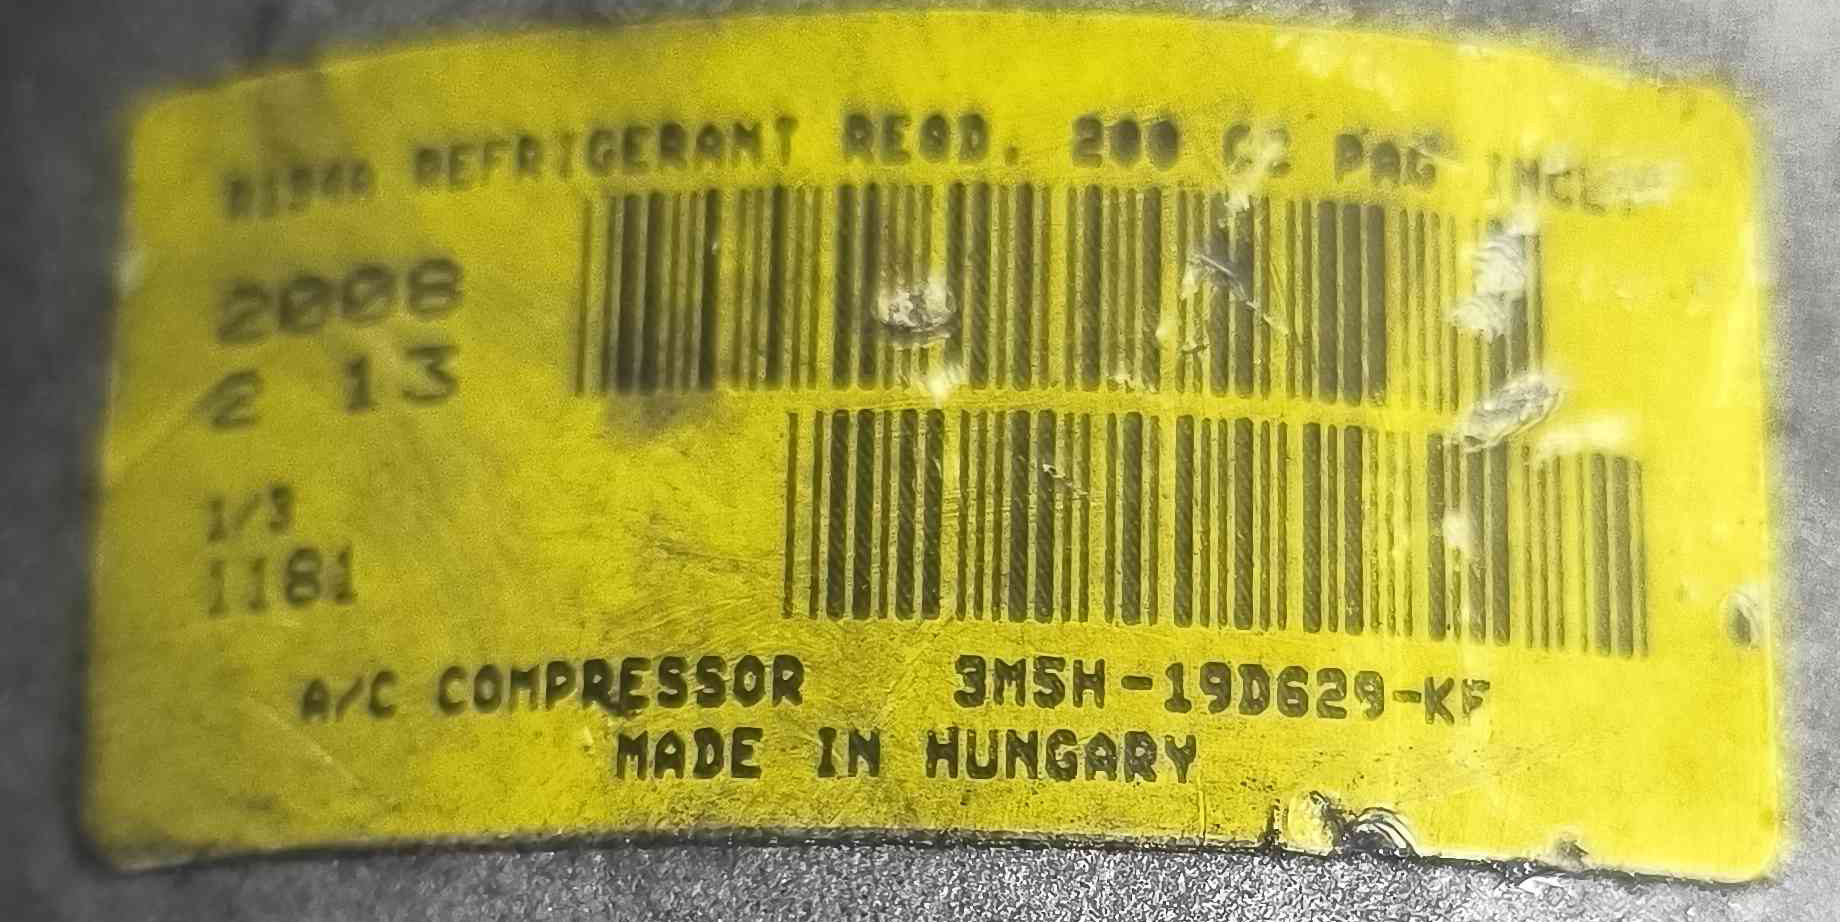 R134a REFRIGERANT REQD. 200 CC PAG INCL.
2008
2 13
1/3
1181
A/C COMPRESSOR 3M5H-19D629-KF
MADE IN HUNGARY